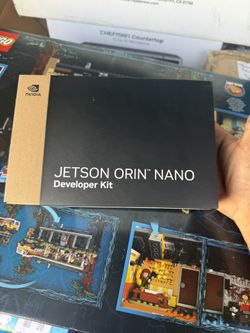 CHEFMAN Countertop
NVIDIA
JETSON ORIN™ NANO
Developer Kit